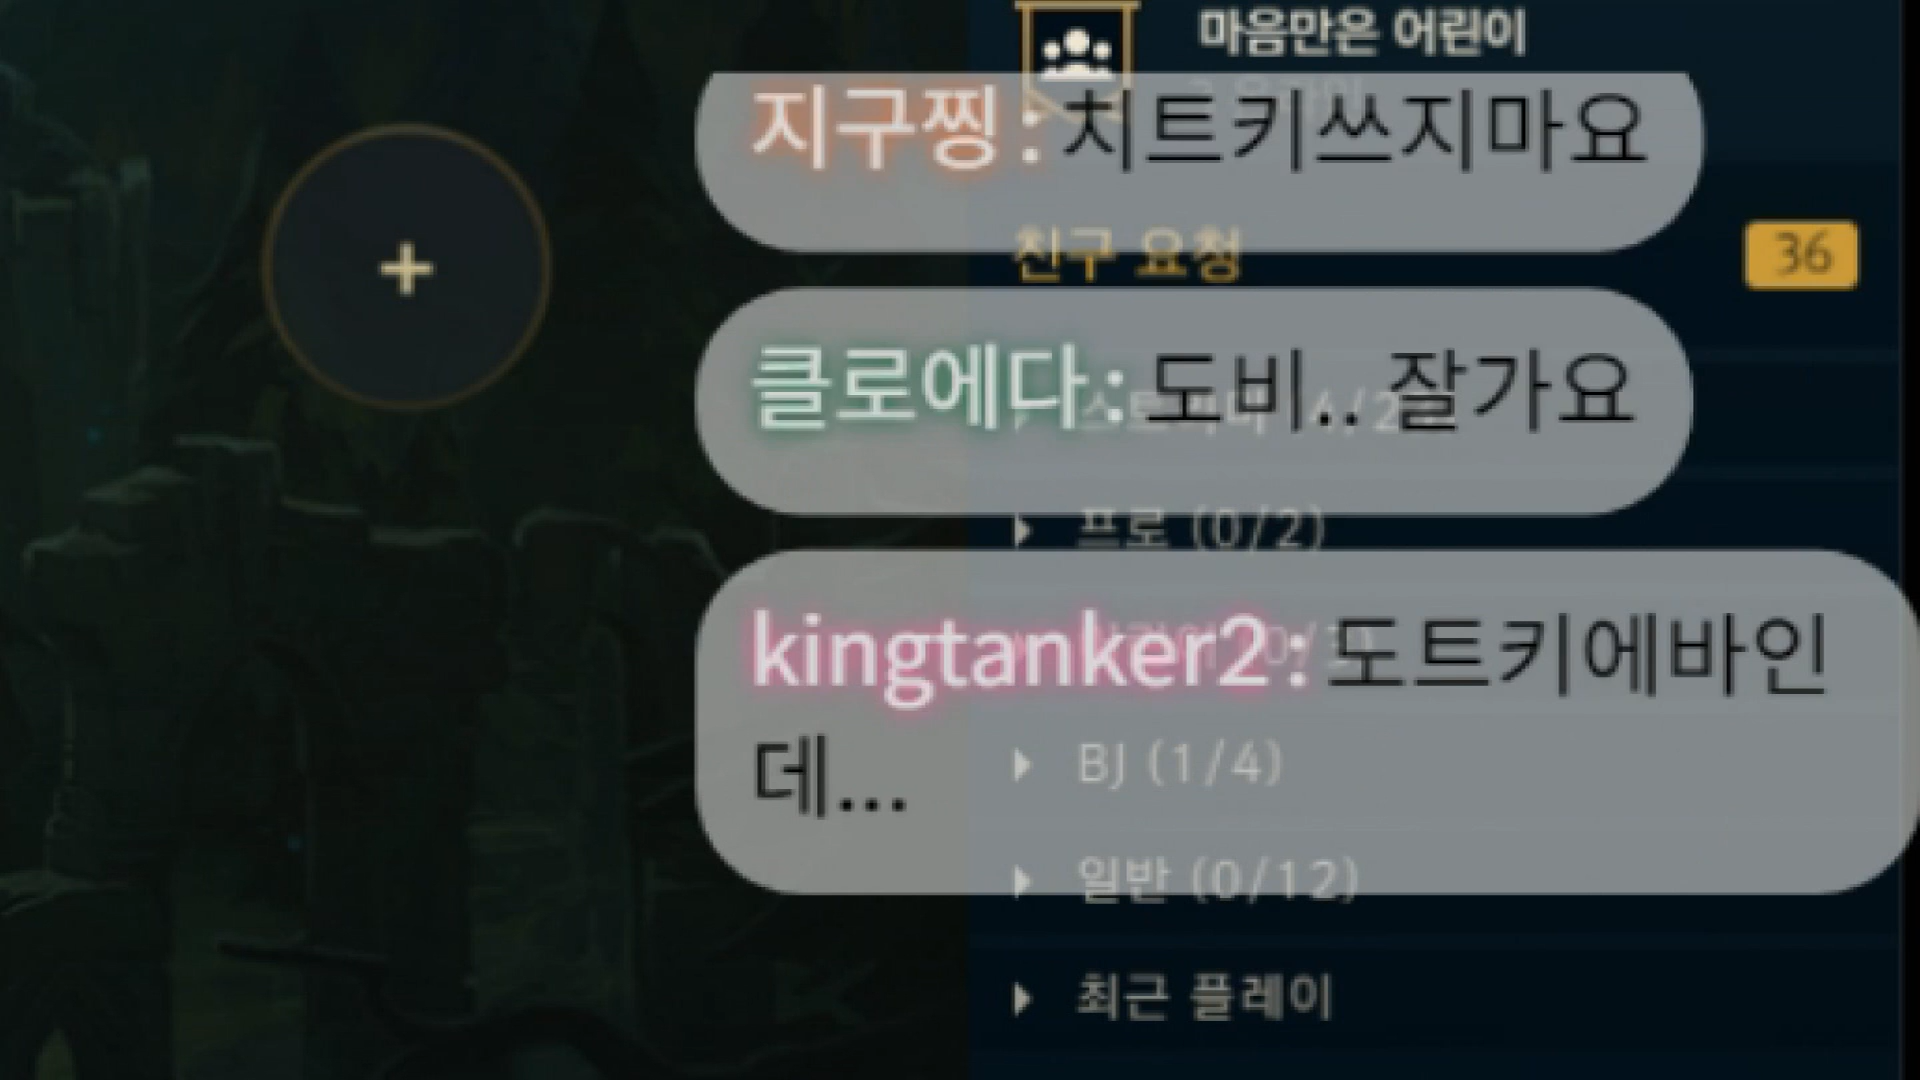 마음만은 어린이
지구찡: 치트키쓰지마요
친구 요청
36
클로에다: 도비.. 잘가요
프로 (0/2)
kingtanker2: 도트키에바인
데...
BJ (1/4)
일반 (0/12)
최근 플레이